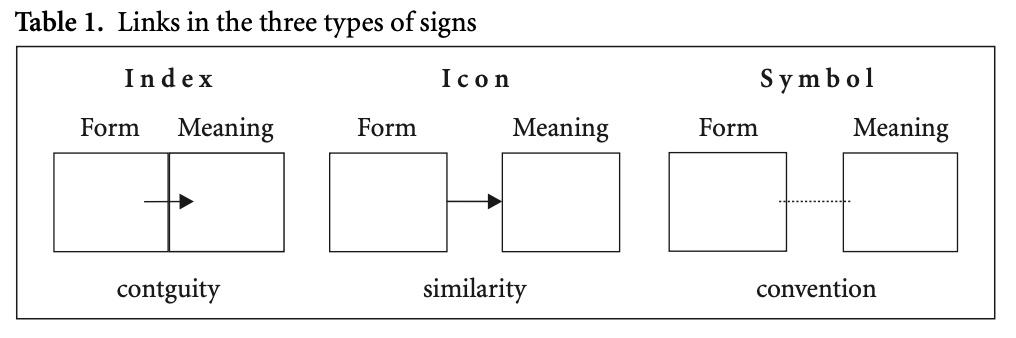 Table 1. Links in the three types of signs
Index Icon Symbol
Form Meaning Form Meaning Form Meaning
contguity similarity convention